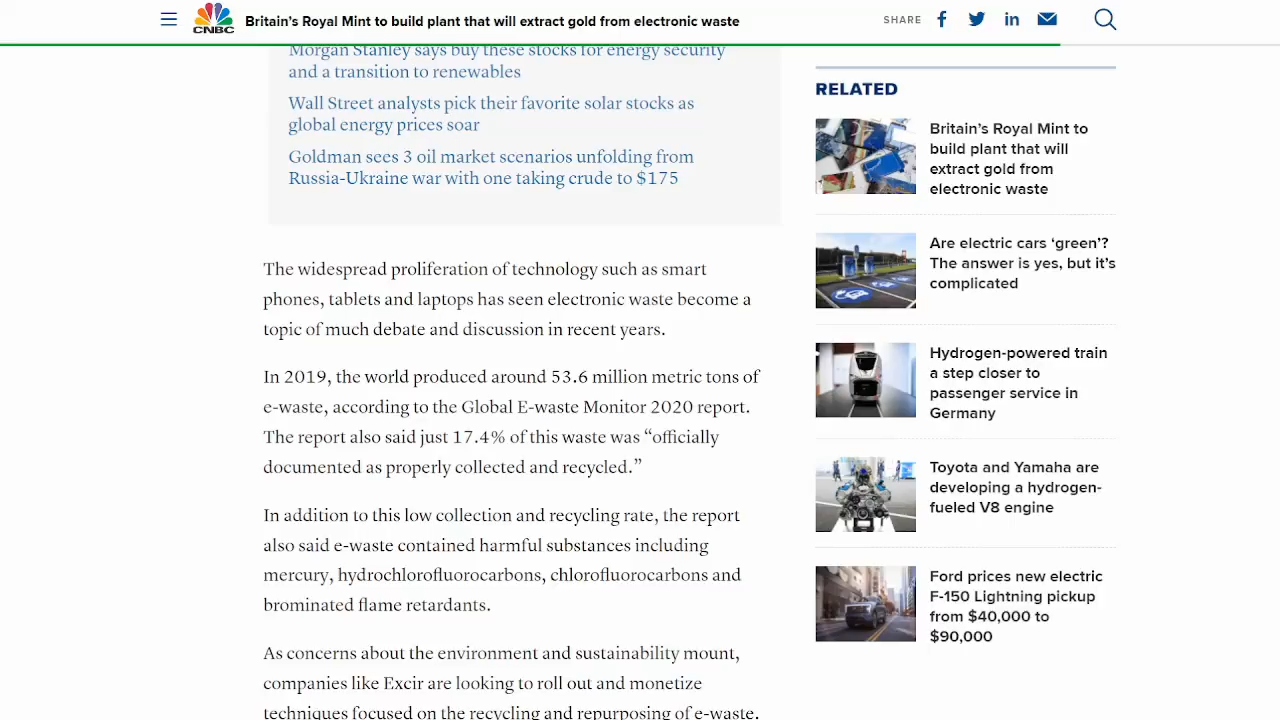 CNBC
Britain’s Royal Mint to build plant that will extract gold from electronic waste
SHARE
Morgan Stanley says buy these stocks for energy security
and a transition to renewables
Wall Street analysts pick their favorite solar stocks as
global energy prices soar
Goldman sees 3 oil market scenarios unfolding from
Russia-Ukraine war with one taking crude to $175
The widespread proliferation of technology such as smart
phones, tablets and laptops has seen electronic waste become a
topic of much debate and discussion in recent years.
In 2019, the world produced around 53.6 million metric tons of
e-waste, according to the Global E-waste Monitor 2020 report.
The report also said just 17.4% of this waste was “officially
documented as properly collected and recycled.”
In addition to this low collection and recycling rate, the report
also said e-waste contained harmful substances including
mercury, hydrochlorofluorocarbons, chlorofluorocarbons and
brominated flame retardants.
As concerns about the environment and sustainability mount,
companies like Excir are looking to roll out and monetize
techniques focused on the recycling and repurposing of e-waste.
RELATED
Britain’s Royal Mint to
build plant that will
extract gold from
electronic waste
Are electric cars ‘green’?
The answer is yes, but it’s
complicated
Hydrogen-powered train
a step closer to
passenger service in
Germany
Toyota and Yamaha are
developing a hydrogen-
fueled V8 engine
Ford prices new electric
F-150 Lightning pickup
from $40,000 to
$90,000